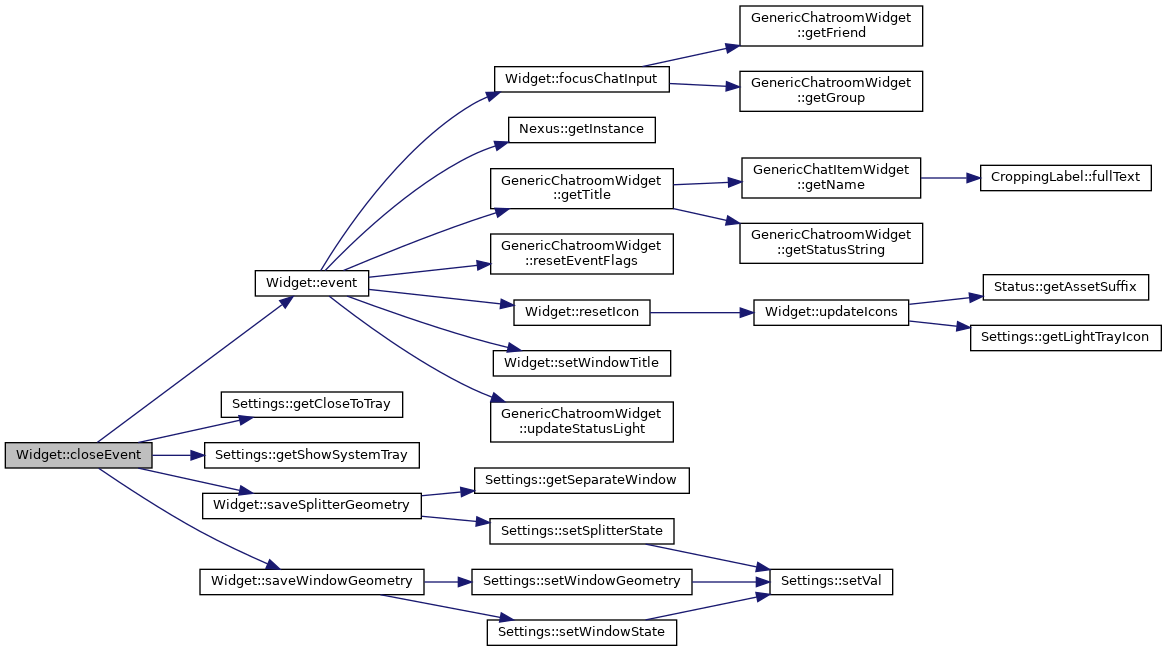 GenericChatroomWidget
::getFriend
Widget::focusChatInput
GenericChatroomWidget
::getGroup
Nexus::getInstance
GenericChatroomWidget
::getTitle
GenericChatItemWidget
::getName
CroppingLabel::fullText
GenericChatroomWidget
::getStatusString
GenericChatroomWidget
::resetEventFlags
Widget::event
Widget::resetIcon
Widget::updateIcons
Status::getAssetSuffix
Settings::getLightTrayIcon
Widget::setWindowTitle
Settings::getCloseToTray
GenericChatroomWidget
::updateStatusLight
Widget::closeEvent
Settings::getShowSystemTray
Settings::getSeparateWindow
Widget::saveSplitterGeometry
Settings::setSplitterState
Widget::saveWindowGeometry
Settings::setWindowGeometry
Settings::setVal
Settings::setWindowState